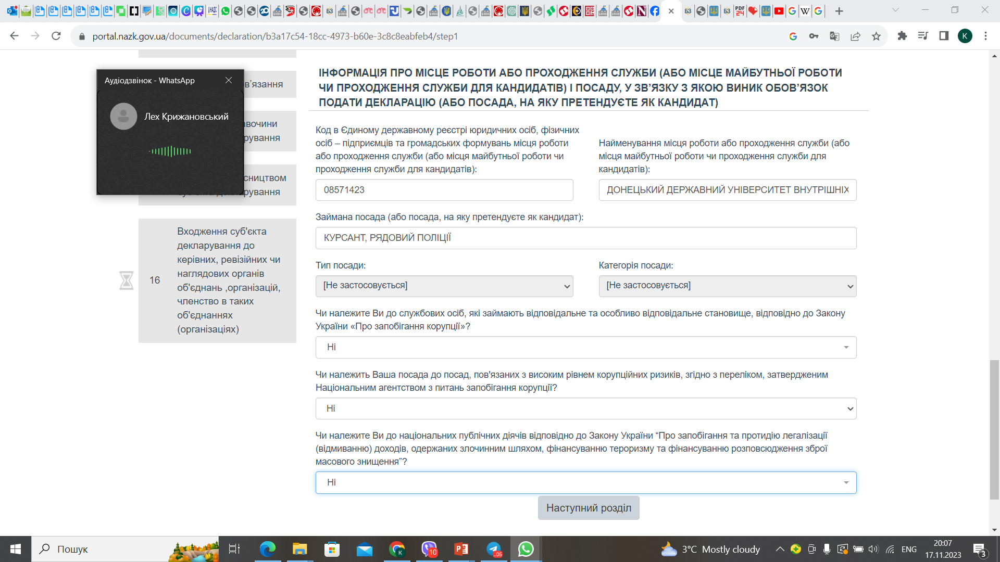 portal.nazk.gov.ua/documents/declaration/b3a17c54-18cc-4973-b60e-3c8c8eabfeb4/step1
K
Аудіодзвінок - WhatsApp
Лех Крижановський
в’язання
рування
сництвом
16
Входження суб'єкта
декларування до
керівних, ревізійних чи
наглядових органів
об'єднань ,організацій,
членство в таких
об'єднаннях
(організаціях)
ІНФОРМАЦІЯ ПРО МІСЦЕ РОБОТИ АБО ПРОХОДЖЕННЯ СЛУЖБИ (АБО МІСЦЕ МАЙБУТНЬОЇ РОБОТИ
ЧИ ПРОХОДЖЕННЯ СЛУЖБИ ДЛЯ КАНДИДАТІВ) І ПОСАДУ, У ЗВ’ЯЗКУ З ЯКОЮ ВИНИК ОБОВ’ЯЗОК
ПОДАТИ ДЕКЛАРАЦІЮ (АБО ПОСАДА, НА ЯКУ ПРЕТЕНДУЄТЕ ЯК КАНДИДАТ)
Код в Єдиному державному реєстрі юридичних осіб, фізичних
осіб – підприємців та громадських формувань місця роботи
або проходження служби (або місця майбутньої роботи чи
проходження служби для кандидатів):
08571423
Найменування місця роботи або проходження служби (або
місця майбутньої роботи чи проходження служби для
кандидатів):
ДОНЕЦЬКИЙ ДЕРЖАВНИЙ УНІВЕРСИТЕТ ВНУТРІШНІХ
Займана посада (або посада, на яку претендуєте як кандидат):
КУРСАНТ, РЯДОВИЙ ПОЛІЦІЇ
Тип посади:
[Не застосовується]
Категорія посади:
[Не застосовується]
Чи належите Ви до службових осіб, які займають відповідальне та особливо відповідальне становище, відповідно до Закону
України «Про запобігання корупції»?
Ні
Чи належить Ваша посада до посад, пов'язаних з високим рівнем корупційних ризиків, згідно з переліком, затвердженим
Національним агентством з питань запобігання корупції?
Ні
Чи належите Ви до національних публічних діячів відповідно до Закону України “Про запобігання та протидію легалізації
(відмиванню) доходів, одержаних злочинним шляхом, фінансуванню тероризму та фінансуванню розповсюдження зброї
масового знищення”?
Ні
Наступний розділ
Пошук
10
..06
3°C Mostly cloudy
ENG
20:07
17.11.2023
3